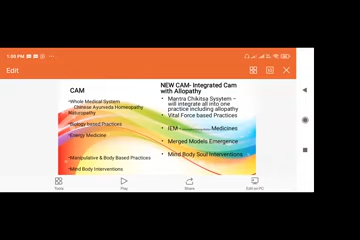 1:50 PM
Edit
CAM
•Whole Medical System
Chinese Ayurveda Homeopathy
Naturopathy
•Biology based Practices
•Energy Medicine
•Manipulative & Body Based Practices
•Mind Body Interventions
NEW CAM- Integrated Cam
with Allopathy
• Mantra Chikitsa Sysytem –
will integrate all into one
practice including allopathy
• Vital Force based Practices
• IEM - Medicines
• Merged Models Emergence
• Mind Body Soul Interventions
Tools
Play
Share
Edit on PC